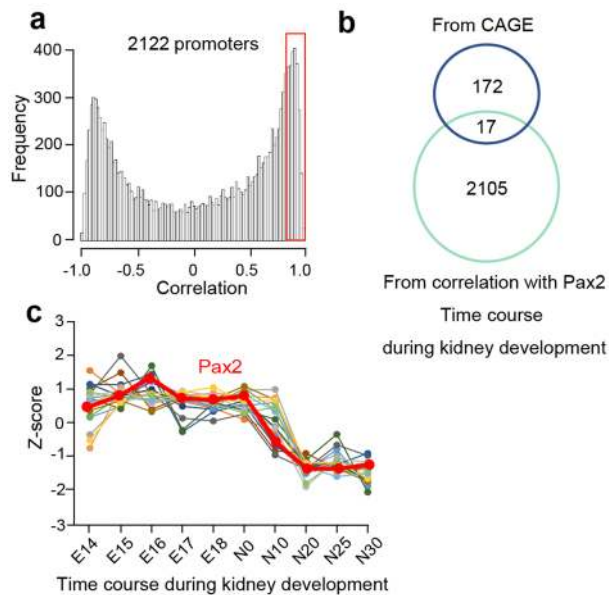 a
2122 promoters
Frequency
400
300
200
100
0
-1.0 -0.5 0 0.5 1.0
Correlation
b
From CAGE
172
17
2105
From correlation with Pax2
Time course
during kidney development
c
Pax2
Z-score
3
2
1
0
-1
-2
-3
E14 E15 E16 E17 E18 N0 N10 N20 N25 N30
Time course during kidney development